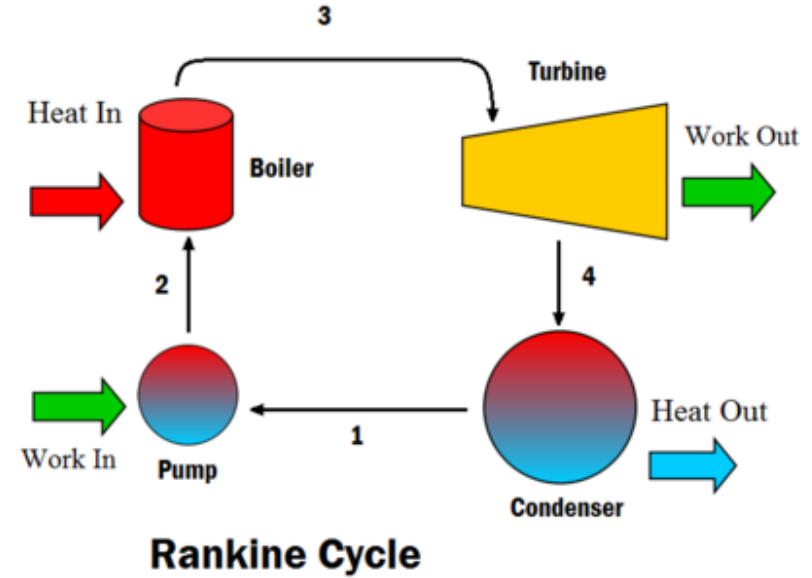 3
Turbine
Heat In
Work Out
Boiler
2
4
Heat Out
1
Work In
Pump
Condenser
Rankine Cycle